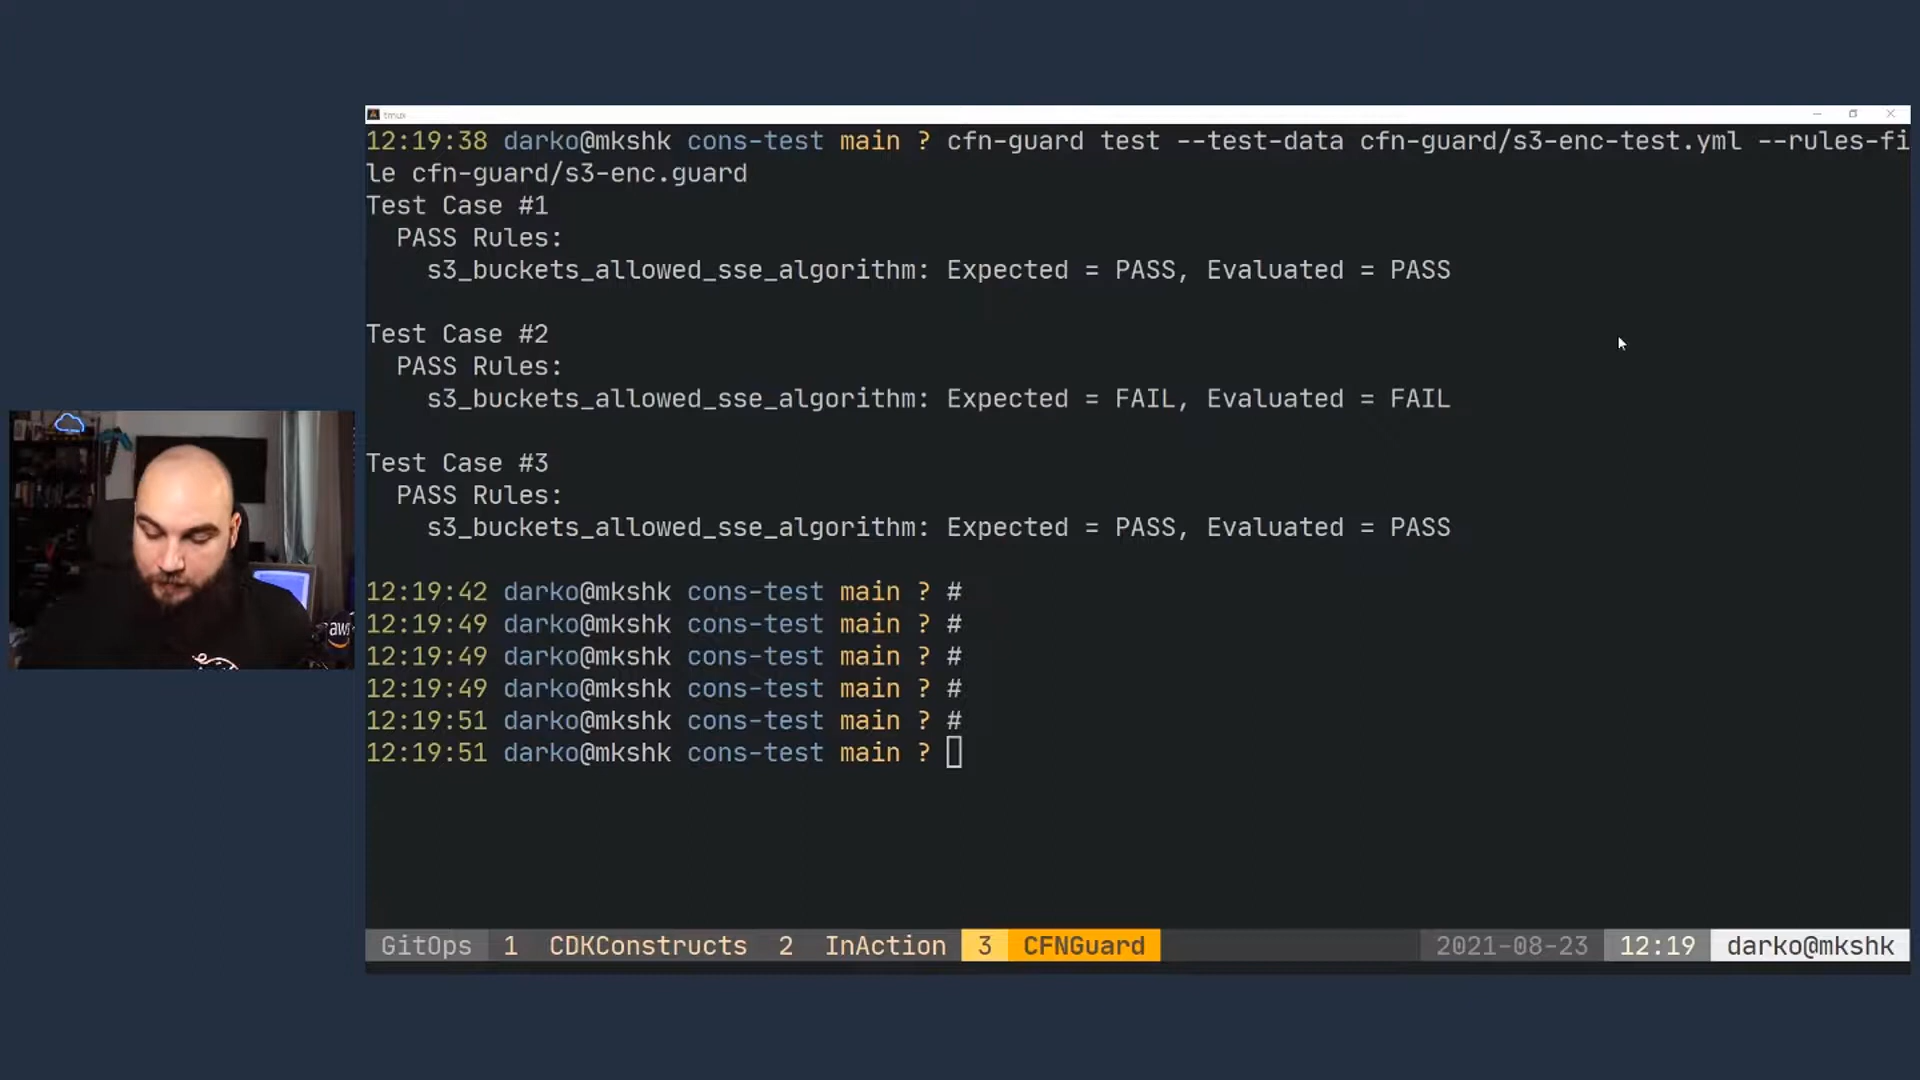 tmux
12:19:38 darko@mkshk cons-test main ? cfn-guard test --test-data cfn-guard/s3-enc-test.yml --rules-fi
le cfn-guard/s3-enc.guard
Test Case #1
PASS Rules:
s3_buckets_allowed_sse_algorithm: Expected = PASS, Evaluated = PASS
Test Case #2
PASS Rules:
s3_buckets_allowed_sse_algorithm: Expected = FAIL, Evaluated = FAIL
Test Case #3
PASS Rules:
s3_buckets_allowed_sse_algorithm: Expected = PASS, Evaluated = PASS
12:19:42 darko@mkshk cons-test main ? #
12:19:49 darko@mkshk cons-test main ? #
12:19:49 darko@mkshk cons-test main ? #
12:19:49 darko@mkshk cons-test main ? #
12:19:51 darko@mkshk cons-test main ? #
12:19:51 darko@mkshk cons-test main ?
GitOps 1 CDKConstructs 2 InAction 3 CFNGuard 2021-08-23 12:19 darko@mkshk
aws